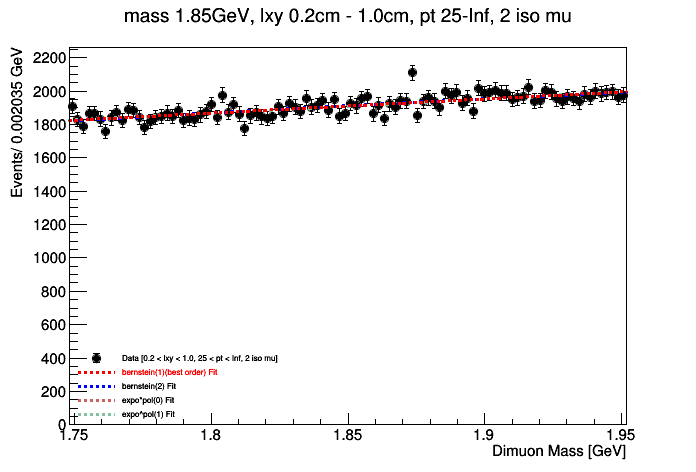 mass 1.85GeV, lxy 0.2cm - 1.0cm, pt 25-Inf, 2 iso mu
Events/ 0.002035 GeV
2200
2000
1800
1600
1400
1200
1000
800
600
400
200
0
Data [0.2 < lxy < 1.0, 25 < pt < Inf, 2 iso mu]
bernstein(1)(best order) Fit
bernstein(2) Fit
expo*pol(0) Fit
expo*pol(1) Fit
1.75
1.8
1.85
1.9
1.95
Dimuon Mass [GeV]